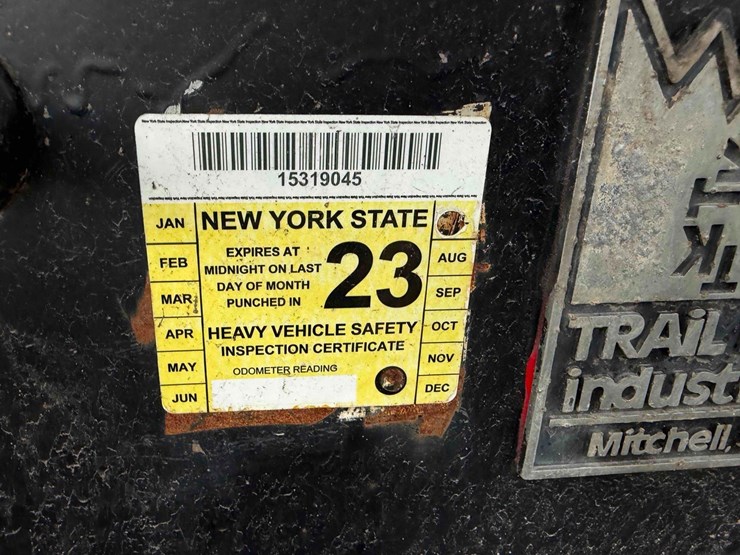 15319045
JAN
FEB
MAR
APR
MAY
JUN
NEW YORK STATE
EXPIRES AT
MIDNIGHT ON LAST
DAY OF MONTH
PUNCHED IN
23
HEAVY VEHICLE SAFETY
INSPECTION CERTIFICATE
ODOMETER READING
AUG
SEP
OCT
NOV
DEC
TRAIL
indust
Mitchell,